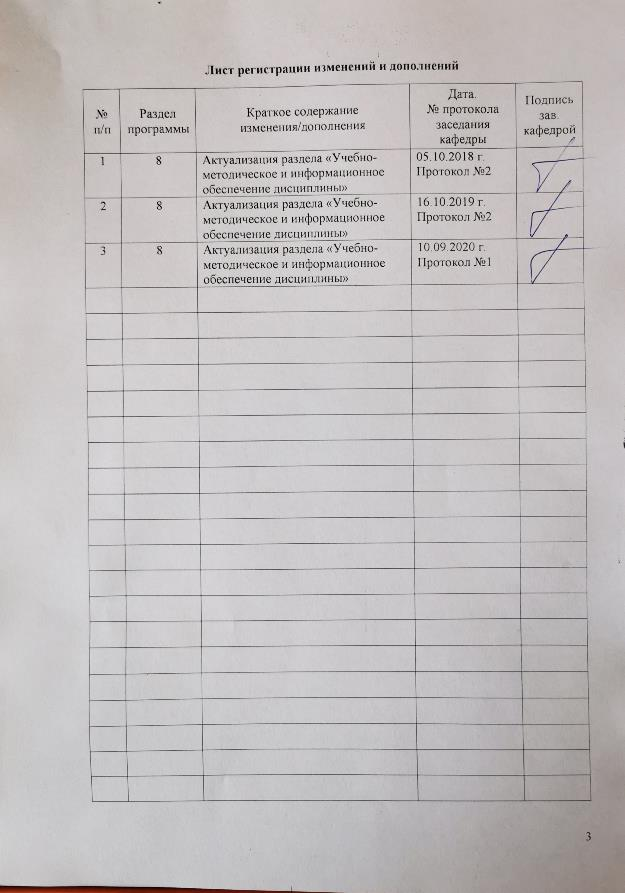 Лист регистрации изменений и дополнений
№ п/п
Раздел программы
Краткое содержание изменения/дополнения
Дата. № протокола заседания кафедры
Подпись зав. кафедрой
1
8
Актуализация раздела «Учебно-
методическое и информационное
обеспечение дисциплины»
05.10.2018 г.
Протокол №2
2
8
Актуализация раздела «Учебно-
методическое и информационное
обеспечение дисциплины»
16.10.2019 г.
Протокол №2
3
8
Актуализация раздела «Учебно-
методическое и информационное
обеспечение дисциплины»
10.09.2020 г.
Протокол №1
3